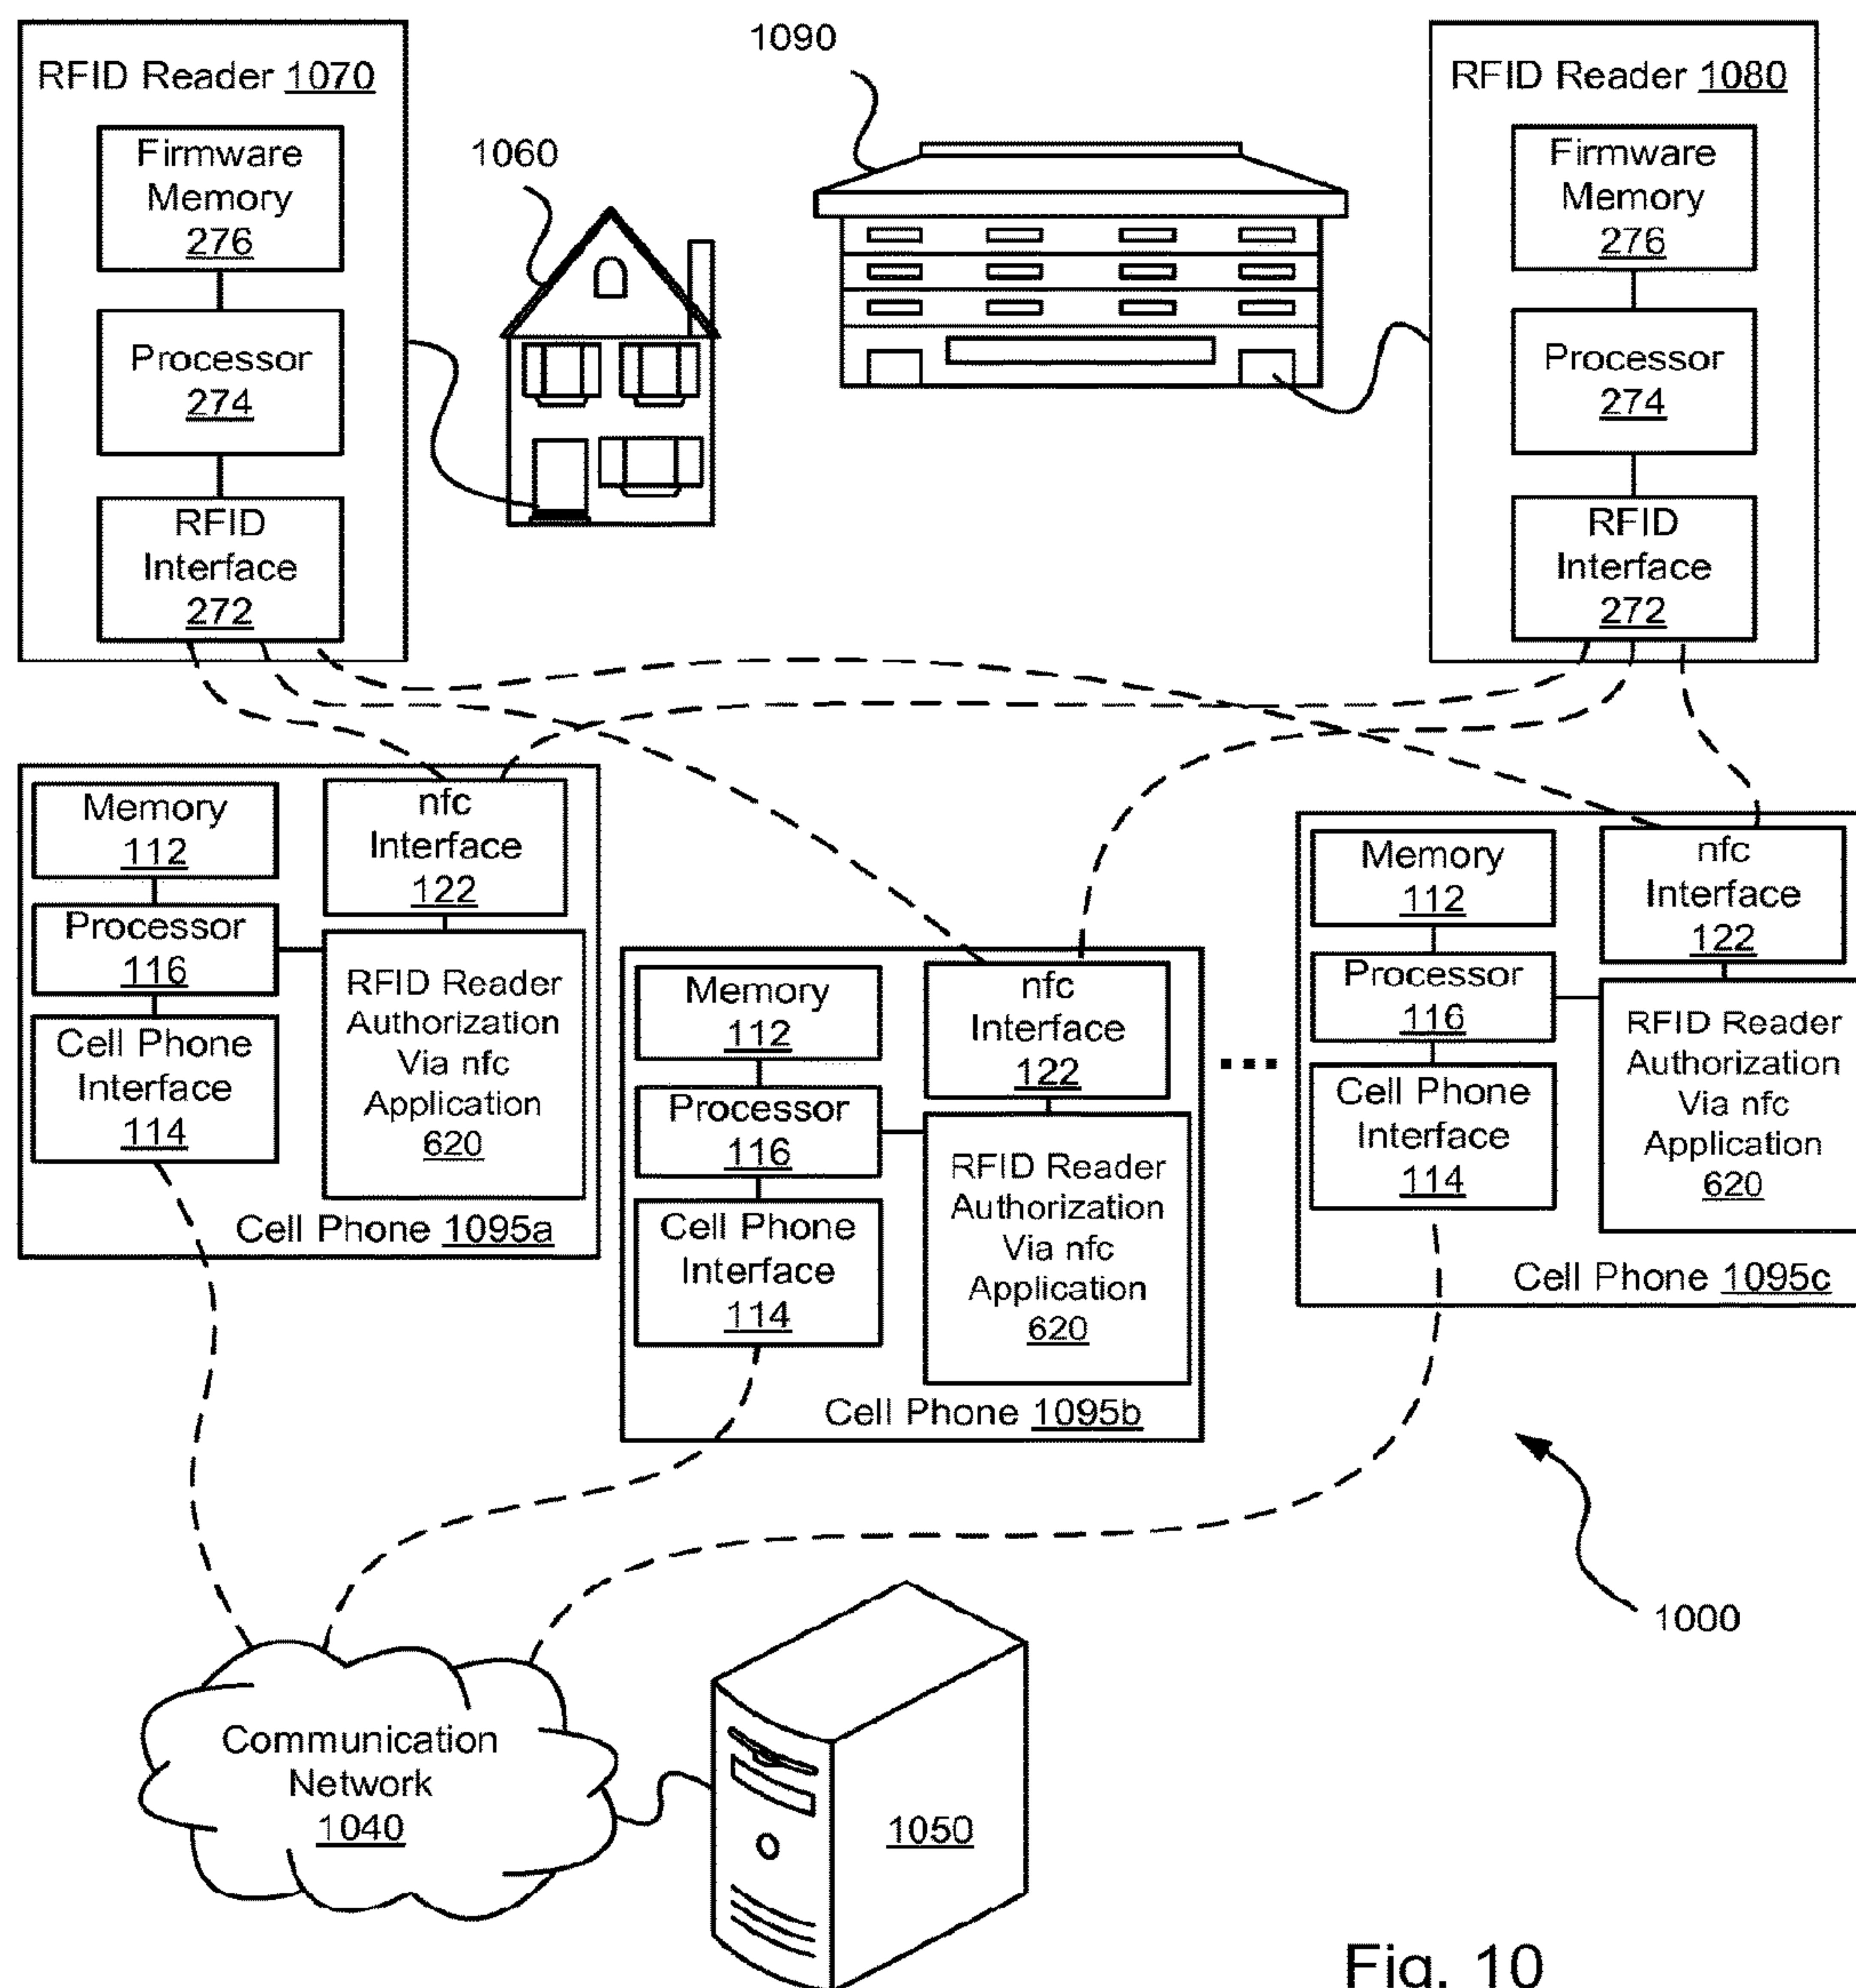 RFID Reader 1070
Firmware
Memory
276
Processor
274
RFID
Interface
272
1060
1090
RFID Reader 1080
Firmware
Memory
276
Processor
274
RFID
Interface
272
Memory
112
Processor
116
Cell Phone
Interface
114
nfc
Interface
122
RFID Reader
Authorization
Via nfc
Application
620
Cell Phone 1095a
Memory
112
Processor
116
Cell Phone
Interface
114
nfc
Interface
122
RFID Reader
Authorization
Via nfc
Application
620
Cell Phone 1095b
...
Memory
112
Processor
116
Cell Phone
Interface
114
nfc
Interface
122
RFID Reader
Authorization
Via nfc
Application
620
Cell Phone 1095c
1000
Communication
Network
1040
1050
Fig. 10